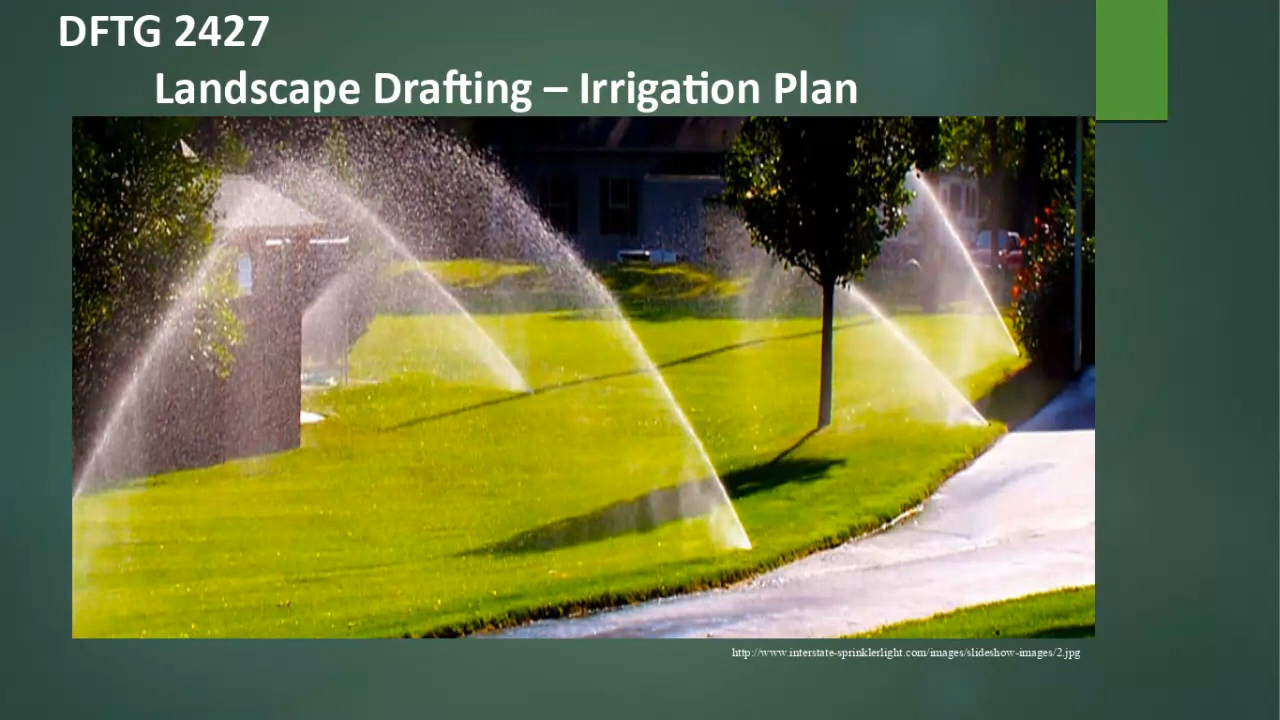 DFTG 2427
Landscape Drafting – Irrigation Plan
http://www.interstate-sprinklerlight.com/images/slideshow-images/2.jpg